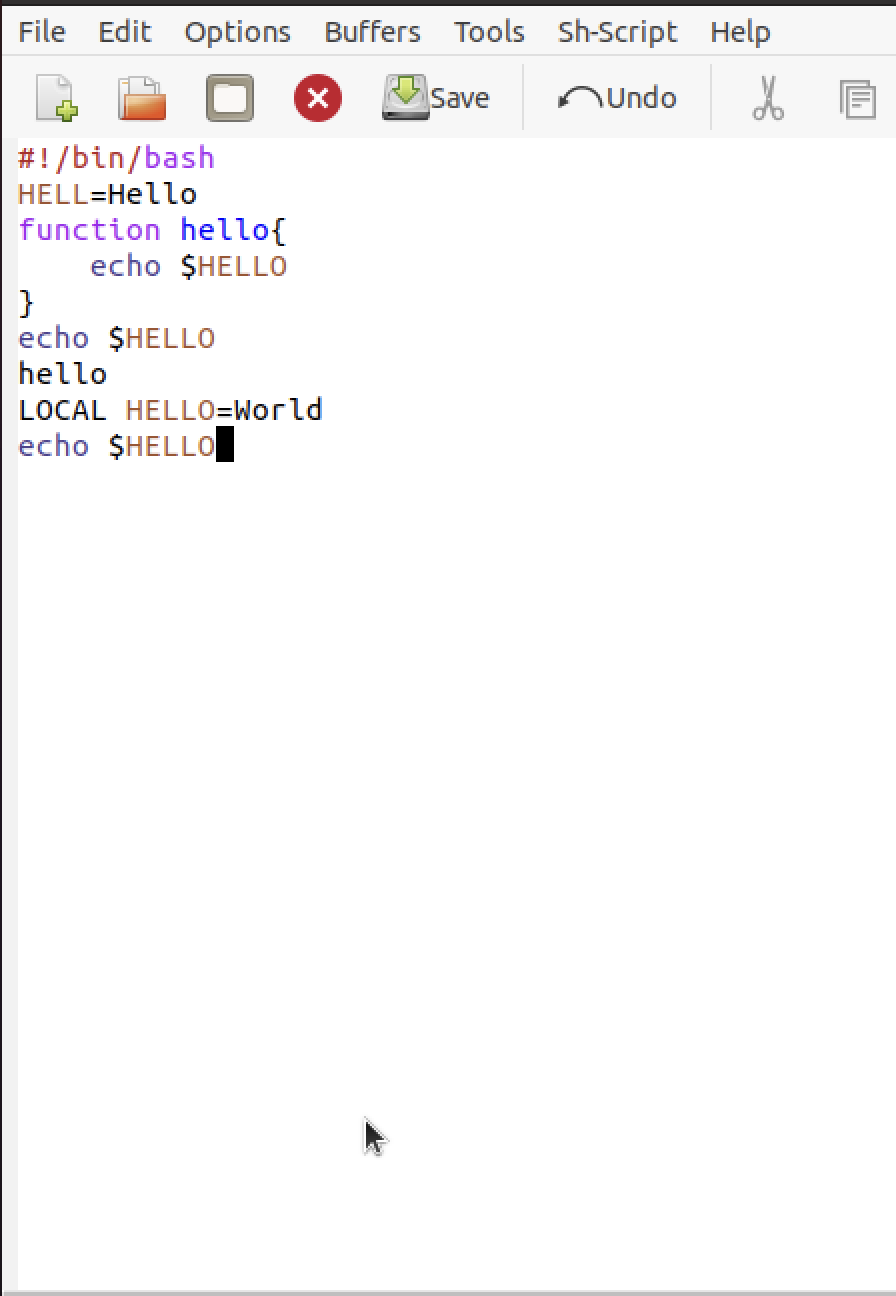 File Edit Options Buffers Tools Sh-Script Help
Save Undo
#!/bin/bash
HELL=Hello
function hello{
    echo $HELLO
}
echo $HELLO
hello
LOCAL HELLO=World
echo $HELLO